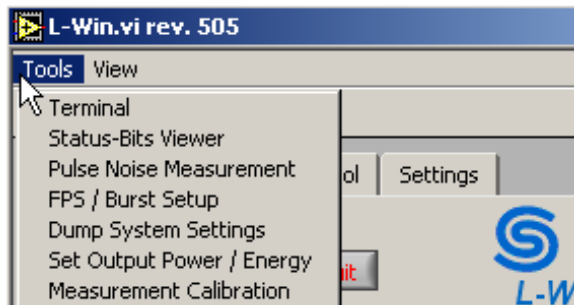 L-Win.vi rev. 505
Tools View
Terminal
Status-Bits Viewer
Pulse Noise Measurement
Settings
FPS / Burst Setup
Dump System Settings
Set Output Power / Energy
Measurement Calibration